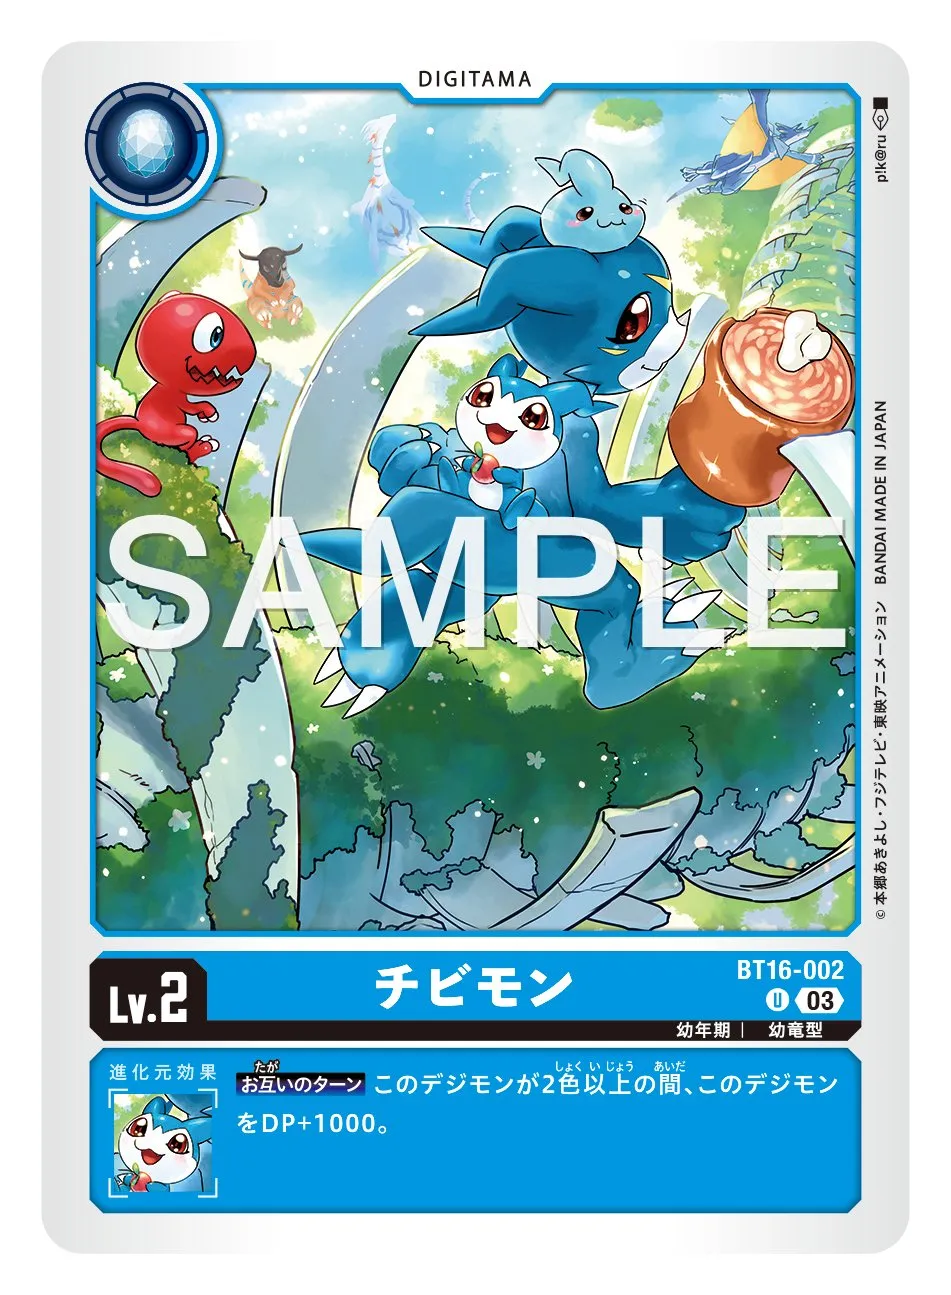 DIGITAMA
p!k@ru
BANDAI MADE IN JAPAN
© 本郷あきよし・フジテレビ・東映アニメーション
SAMPLE
Lv.2
チビモン
BT16-002
U 03
幼年期 | 幼竜型
進化元効果
たが しょく いじょう あいだ
お互いのターン このデジモンが2色以上の間、このデジモン
をDP+1000。